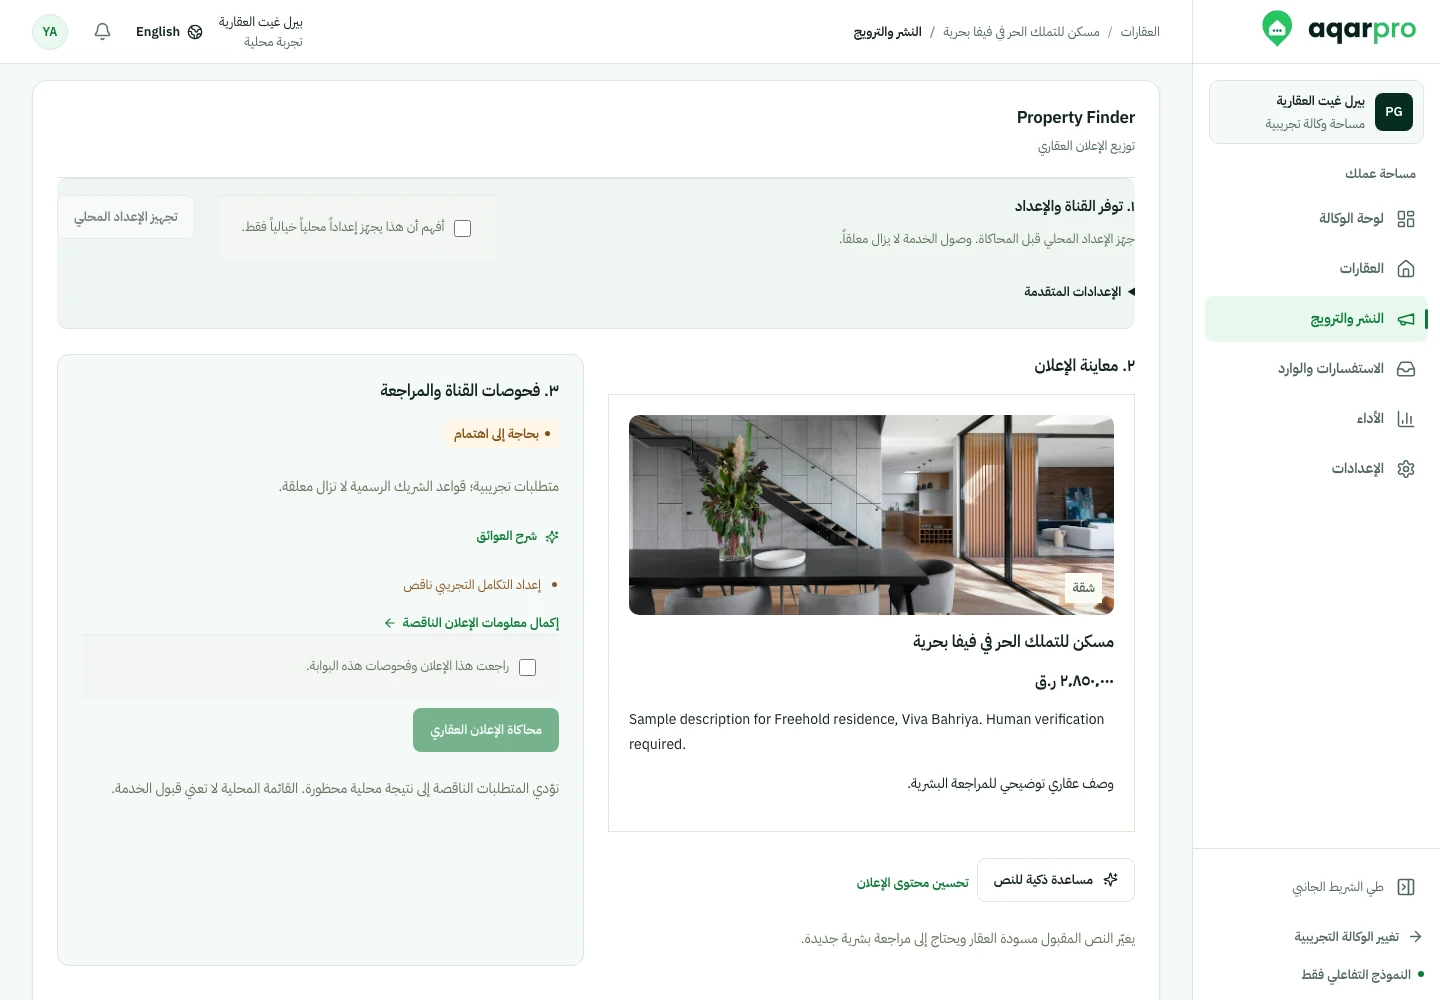 aqarpro
العقارات / مسكن للتملك الحر في فيفا بحرية / النشر والترويج
بيرل غيت العقارية
تجربة محلية
English
YA
PG
بيرل غيت العقارية
مساحة وكالة تجريبية
مساحة عملك
لوحة الوكالة
العقارات
النشر والترويج
الاستفسارات والوارد
الأداء
الإعدادات
طي الشريط الجانبي
تغيير الوكالة التجريبية
النموذج التفاعلي فقط
Property Finder
توزيع الإعلان العقاري
١. توفر القناة والإعداد
جهّز الإعداد المحلي قبل المحاكاة. وصول الخدمة لا يزال معلقاً.
أفهم أن هذا يجهّز إعداداً محلياً خيالياً فقط.
تجهيز الإعداد المحلي
الإعدادات المتقدمة
٢. معاينة الإعلان
شقة
مسكن للتملك الحر في فيفا بحرية
٢٬٨٥٠٬٠٠٠ ر.ق
Sample description for Freehold residence, Viva Bahriya. Human verification
required.
وصف عقاري توضيحي للمراجعة البشرية.
مساعدة ذكية للنص
تحسين محتوى الإعلان
يغيّر النص المقبول مسودة العقار ويحتاج إلى مراجعة بشرية جديدة.
٣. فحوصات القناة والمراجعة
بحاجة إلى اهتمام
متطلبات تجريبية؛ قواعد الشريك الرسمية لا تزال معلقة.
شرح العوائق
إعداد التكامل التجريبي ناقص
إكمال معلومات الإعلان الناقصة
راجعت هذا الإعلان وفحوصات هذه البوابة.
محاكاة الإعلان العقاري
تؤدي المتطلبات الناقصة إلى نتيجة محلية محظورة. القائمة المحلية لا تعني قبول الخدمة.